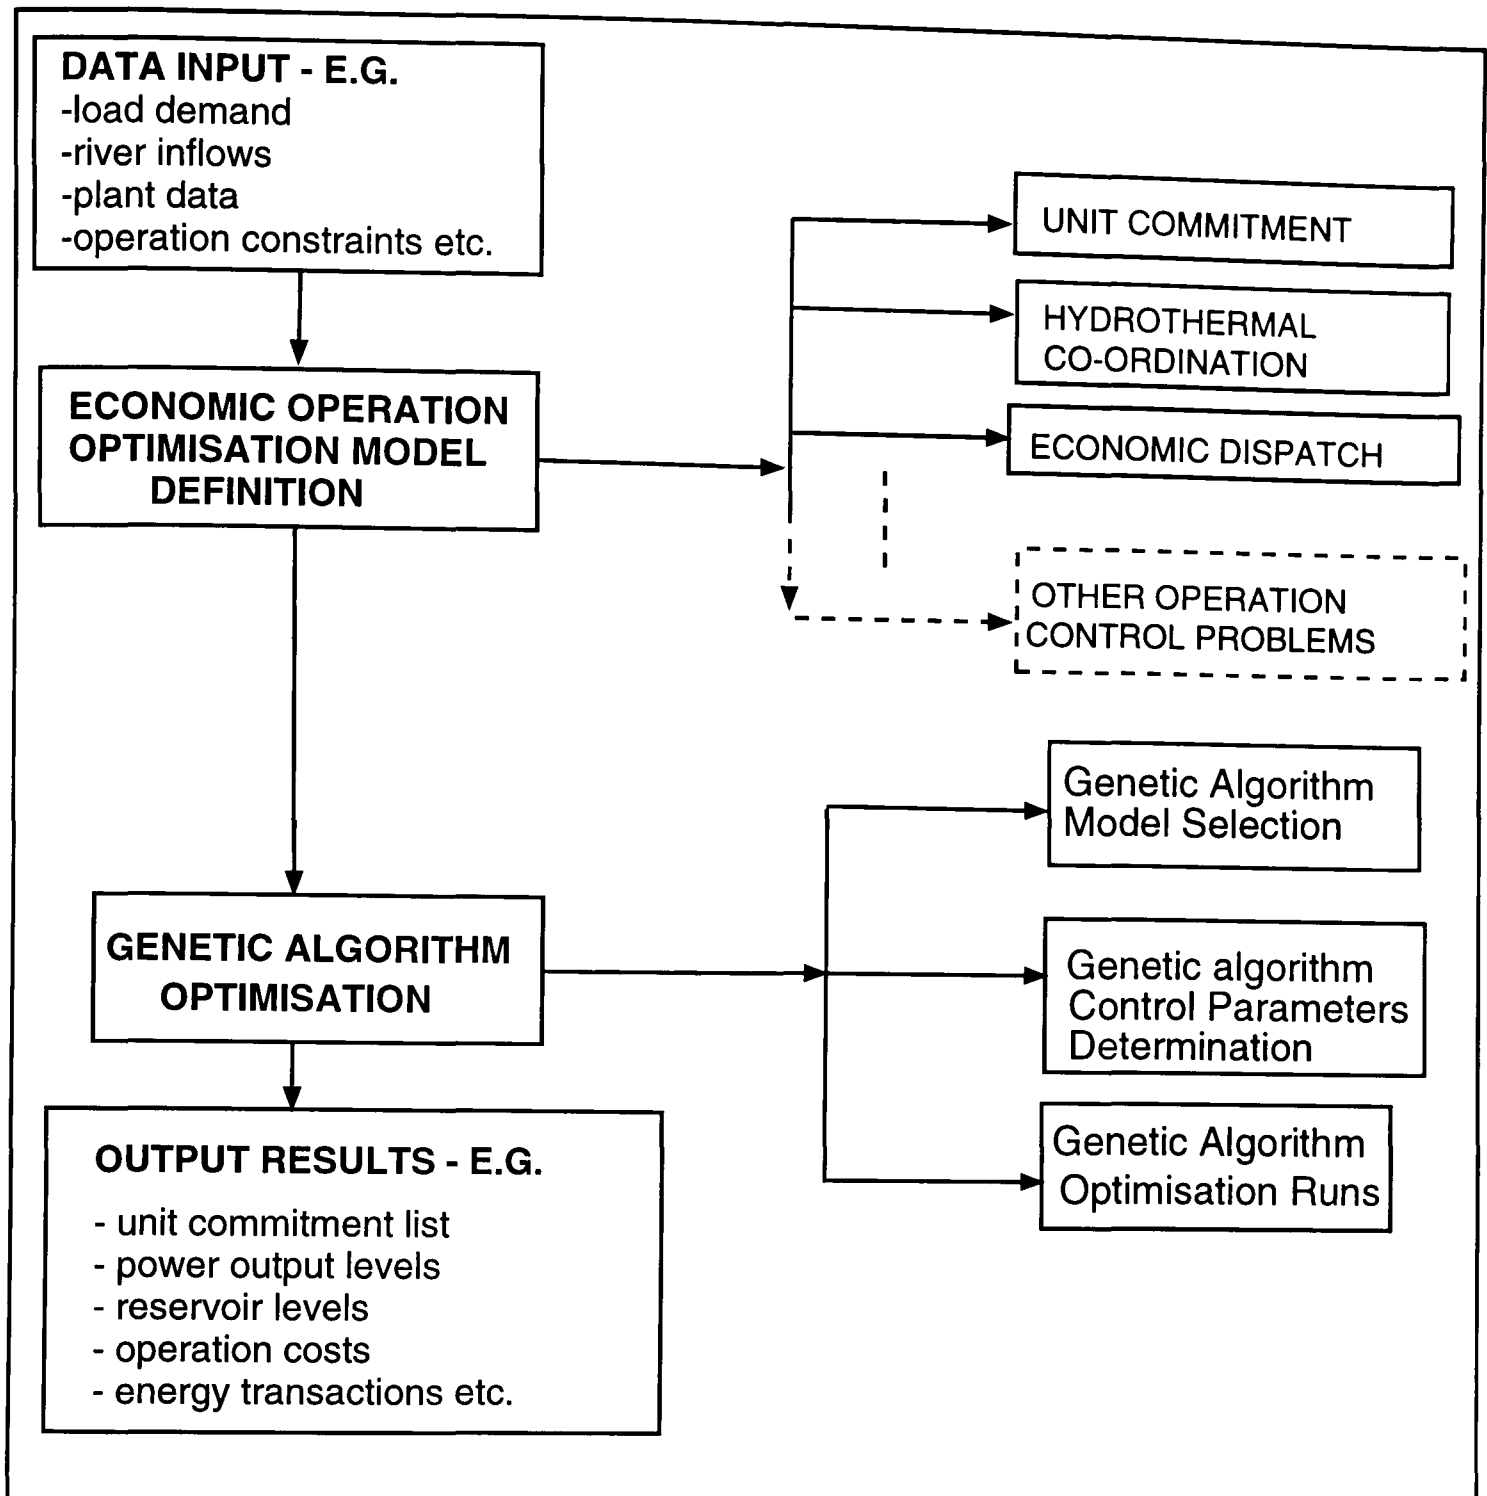 DATA INPUT - E.G.
-load demand
-river inflows
-plant data
-operation constraints etc.
UNIT COMMITMENT
HYDROTHERMAL
CO-ORDINATION
ECONOMIC DISPATCH
OTHER OPERATION
CONTROL PROBLEMS
ECONOMIC OPERATION
OPTIMISATION MODEL
DEFINITION
GENETIC ALGORITHM
OPTIMISATION
Genetic Algorithm
Model Selection
Genetic algorithm
Control Parameters
Determination
Genetic Algorithm
Optimisation Runs
OUTPUT RESULTS - E.G.
- unit commitment list
- power output levels
- reservoir levels
- operation costs
- energy transactions etc.